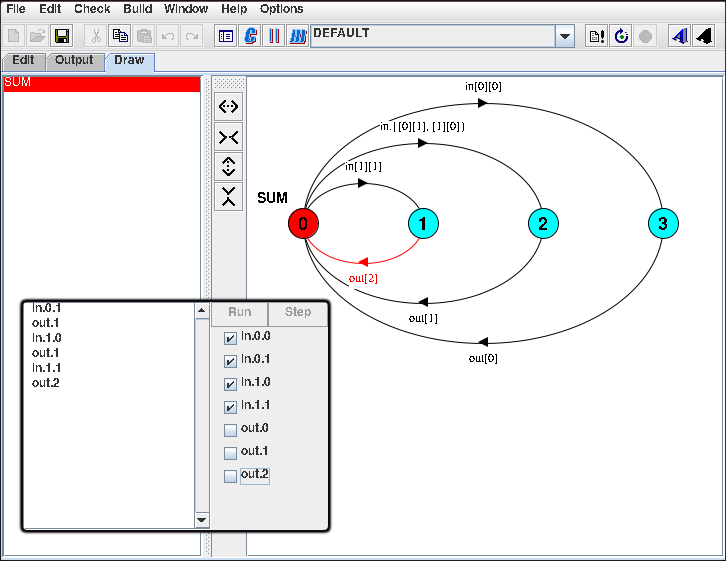 File Edit Check Build Window Help Options
DEFAULT
Edit Output Draw
SUM
in[0][0]
in.{[0][1], [1][0]}
in[1][1]
SUM
0 1 2 3
out[2]
out[1]
out[0]
Run Step
in.0.1
out.1
in.1.0
out.1
in.1.1
out.2
in.0.0
in.0.1
in.1.0
in.1.1
out.0
out.1
out.2